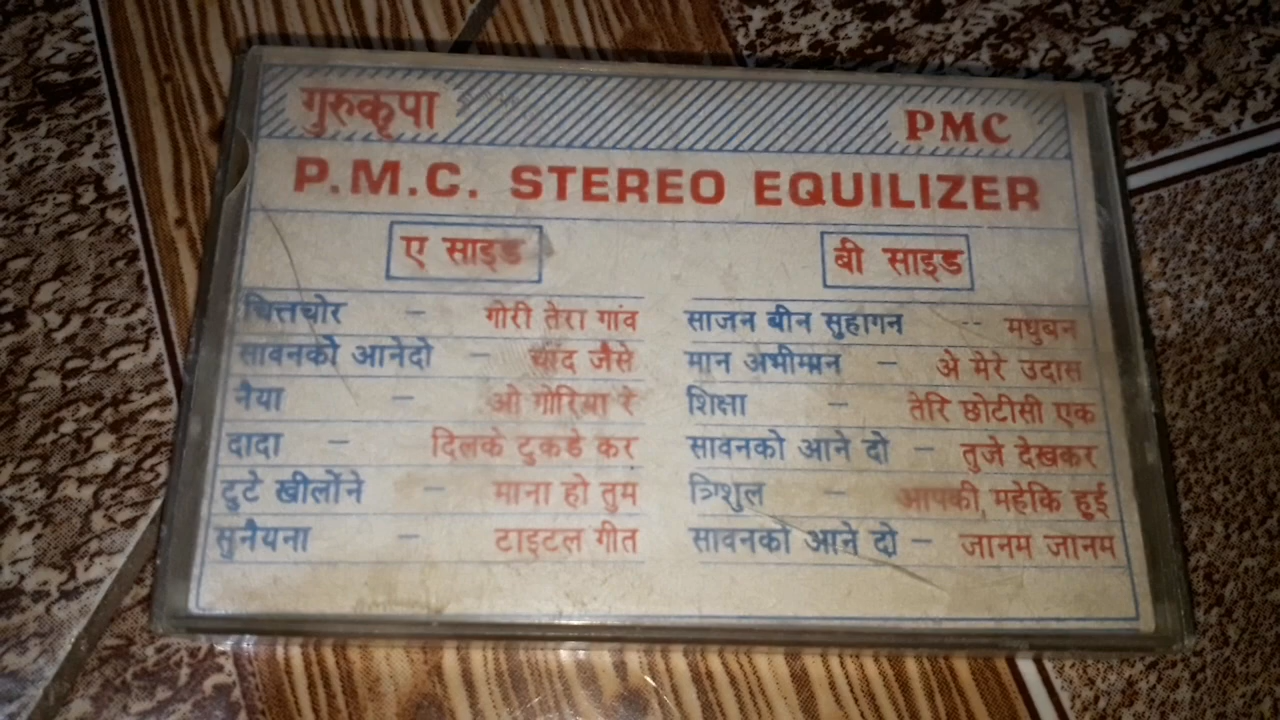 गुरुकृपा PMC
P.M.C. STEREO EQUILIZER
ए साइड
चित्तचोर - गोरी तेरा गांव
सावनको आनेदो - चांद जैसे
नैया - ओ गोरिया रे
दादा - दिलके टुकडे कर
टुटे खीलोंने - माना हो तुम
सुनैयना - टाइटल गीत
बी साइड
साजन बीन सुहागन -- मधुबन
मान अभीमान - अे मेरे उदास
शिक्षा - तेरि छोटीसी एक
सावनको आने दो - तुजे देखकर
त्रिशुल - आपकी महेकि हुई
सावनको आने दो - जानम जानम